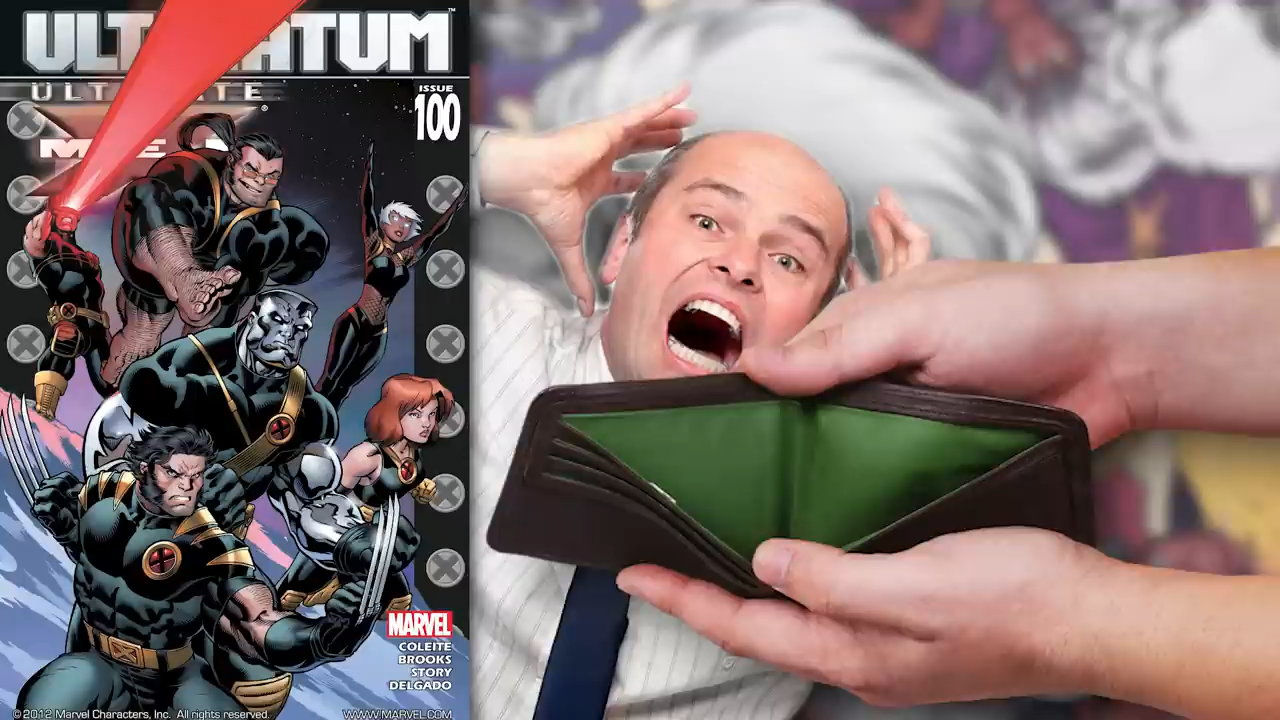 ULTIMATUM
ULTIMATE
X-MEN
ISSUE
100
MARVEL
COLEITE
BROOKS
STORY
DELGADO
© 2012 Marvel Characters, Inc. All rights reserved.
WWW.MARVEL.COM